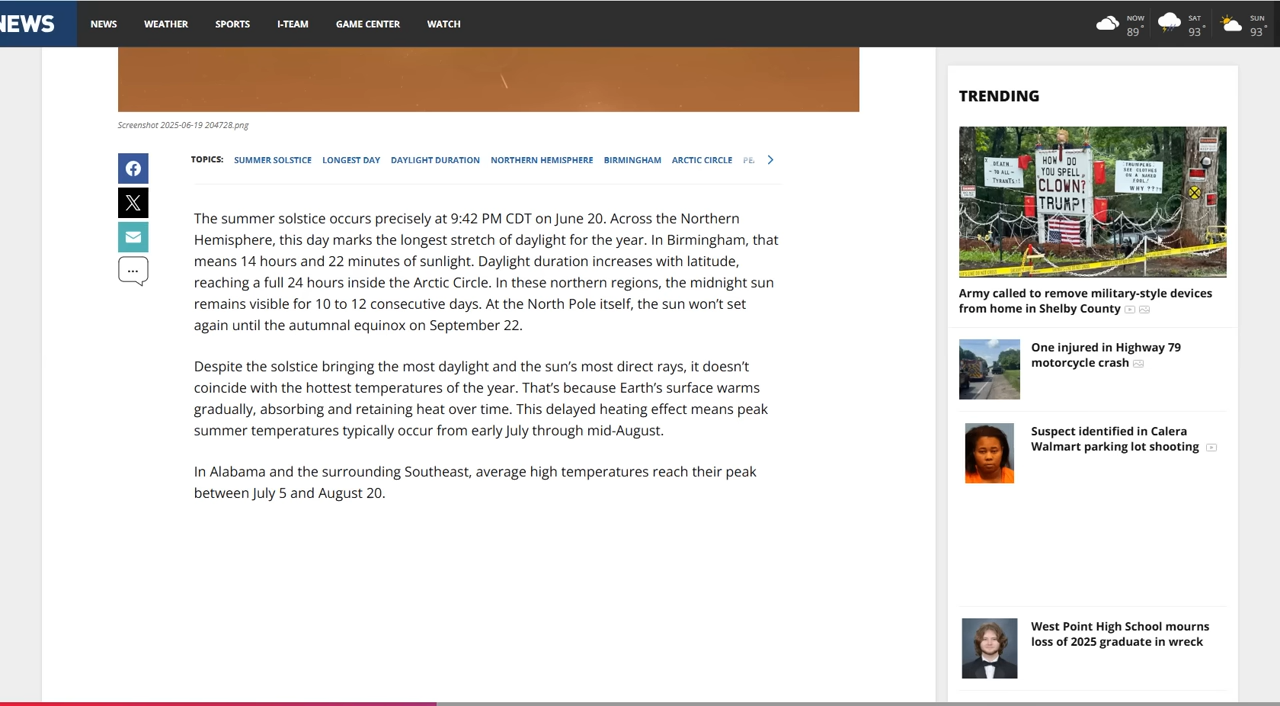 NEWS
NEWS WEATHER SPORTS I-TEAM GAME CENTER WATCH
NOW
89°
SAT
93°
SUN
93°
Screenshot 2025-06-19 204728.png
TOPICS: SUMMER SOLSTICE LONGEST DAY DAYLIGHT DURATION NORTHERN HEMISPHERE BIRMINGHAM ARCTIC CIRCLE
The summer solstice occurs precisely at 9:42 PM CDT on June 20. Across the Northern
Hemisphere, this day marks the longest stretch of daylight for the year. In Birmingham, that
means 14 hours and 22 minutes of sunlight. Daylight duration increases with latitude,
reaching a full 24 hours inside the Arctic Circle. In these northern regions, the midnight sun
remains visible for 10 to 12 consecutive days. At the North Pole itself, the sun won't set
again until the autumnal equinox on September 22.
Despite the solstice bringing the most daylight and the sun's most direct rays, it doesn't
coincide with the hottest temperatures of the year. That's because Earth's surface warms
gradually, absorbing and retaining heat over time. This delayed heating effect means peak
summer temperatures typically occur from early July through mid-August.
In Alabama and the surrounding Southeast, average high temperatures reach their peak
between July 5 and August 20.
TRENDING
DEATH
TO ALL
TYRANTS!
HOW DO
YOU SPELL
CLOWN?
TRUMP!
TRUMPERS
SEE CLOTHES
ON A NAKED
FOOL!
WHY ????
Army called to remove military-style devices
from home in Shelby County
One injured in Highway 79
motorcycle crash
Suspect identified in Calera
Walmart parking lot shooting
West Point High School mourns
loss of 2025 graduate in wreck